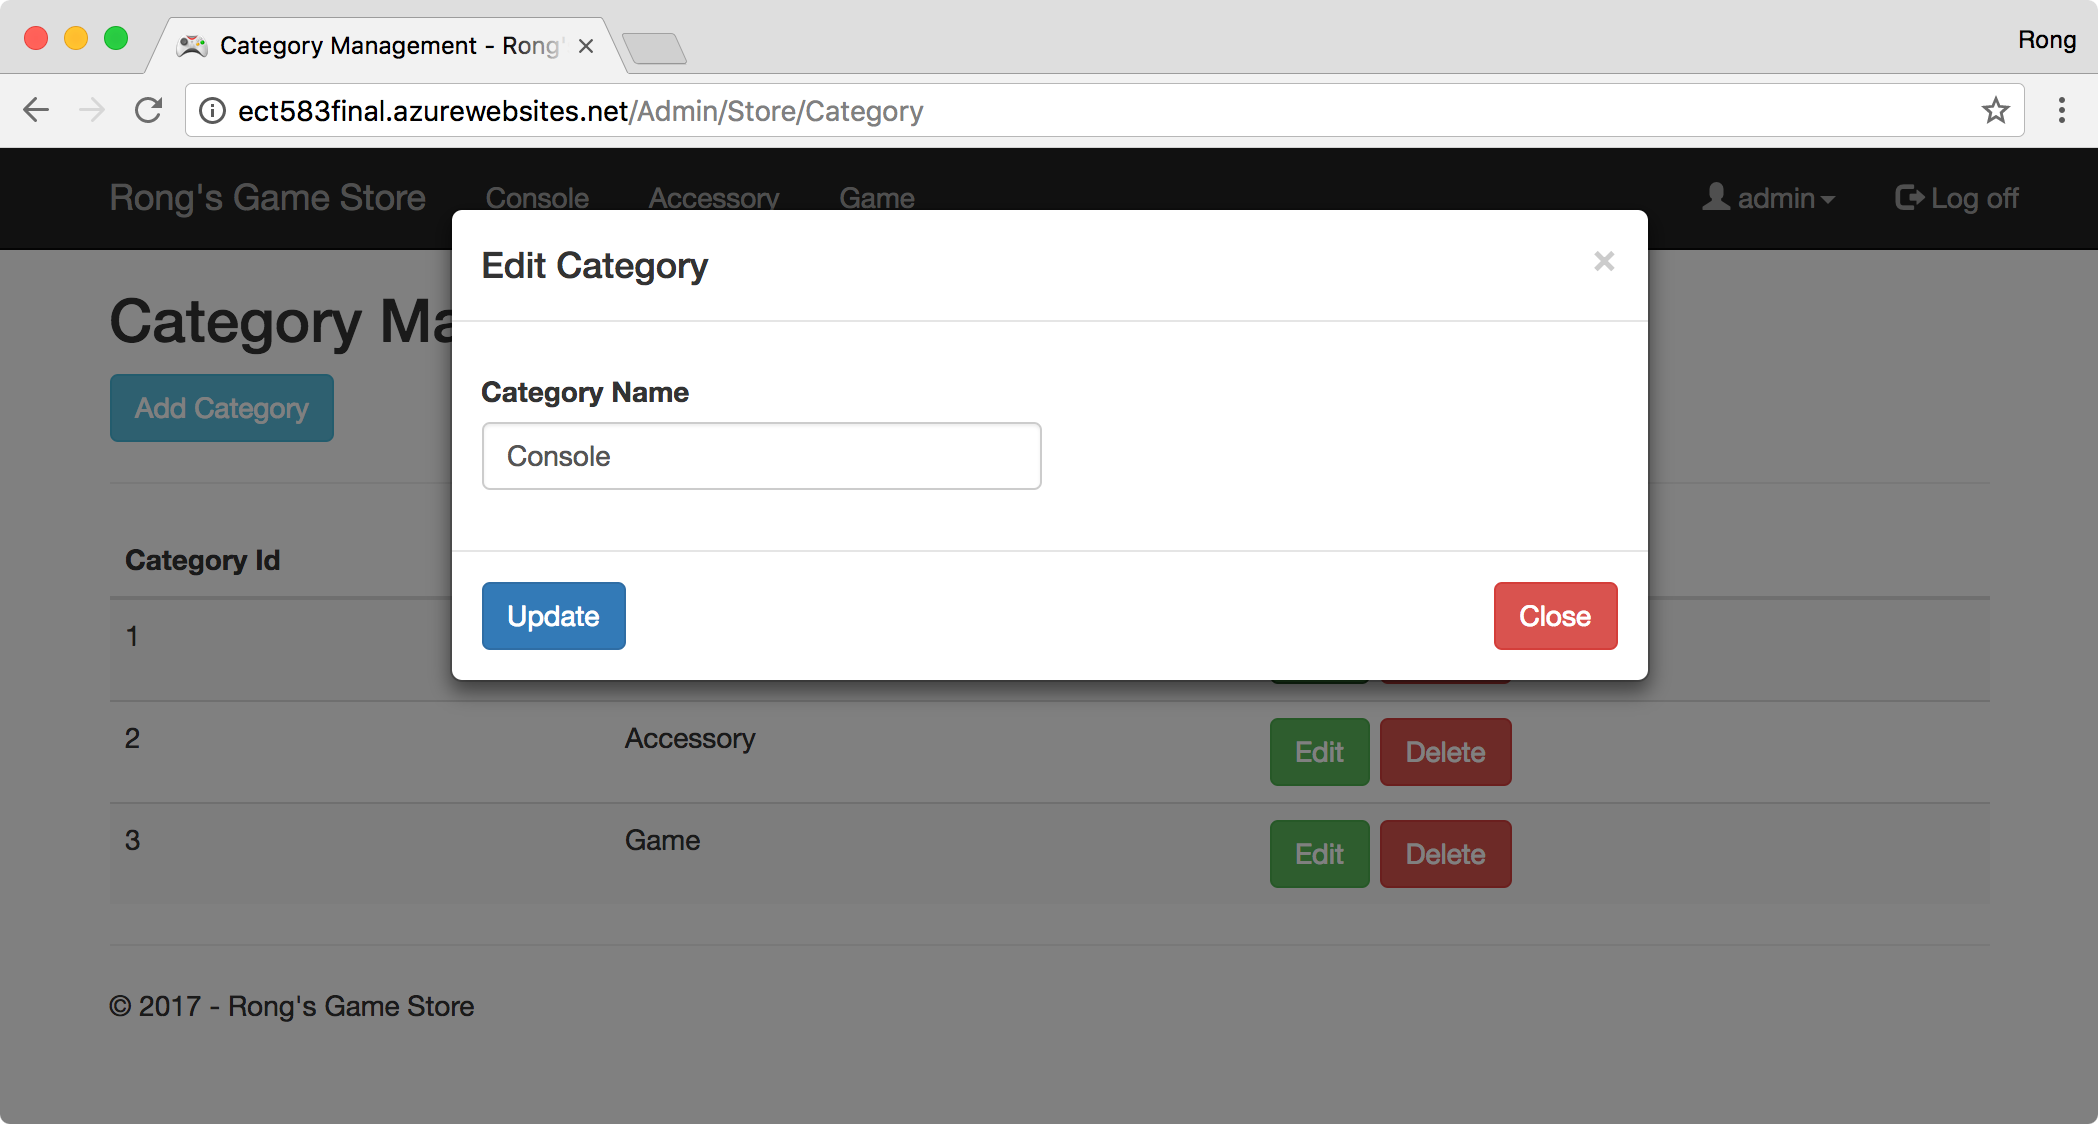 Category Management - Rong'
Rong
ect583final.azurewebsites.net/Admin/Store/Category
Rong's Game Store Console Accessory Game admin Log off
Edit Category ×
Category Ma
Add Category
Category Name
Console
Category Id
Update Close
1
2 Accessory Edit Delete
3 Game Edit Delete
© 2017 - Rong's Game Store